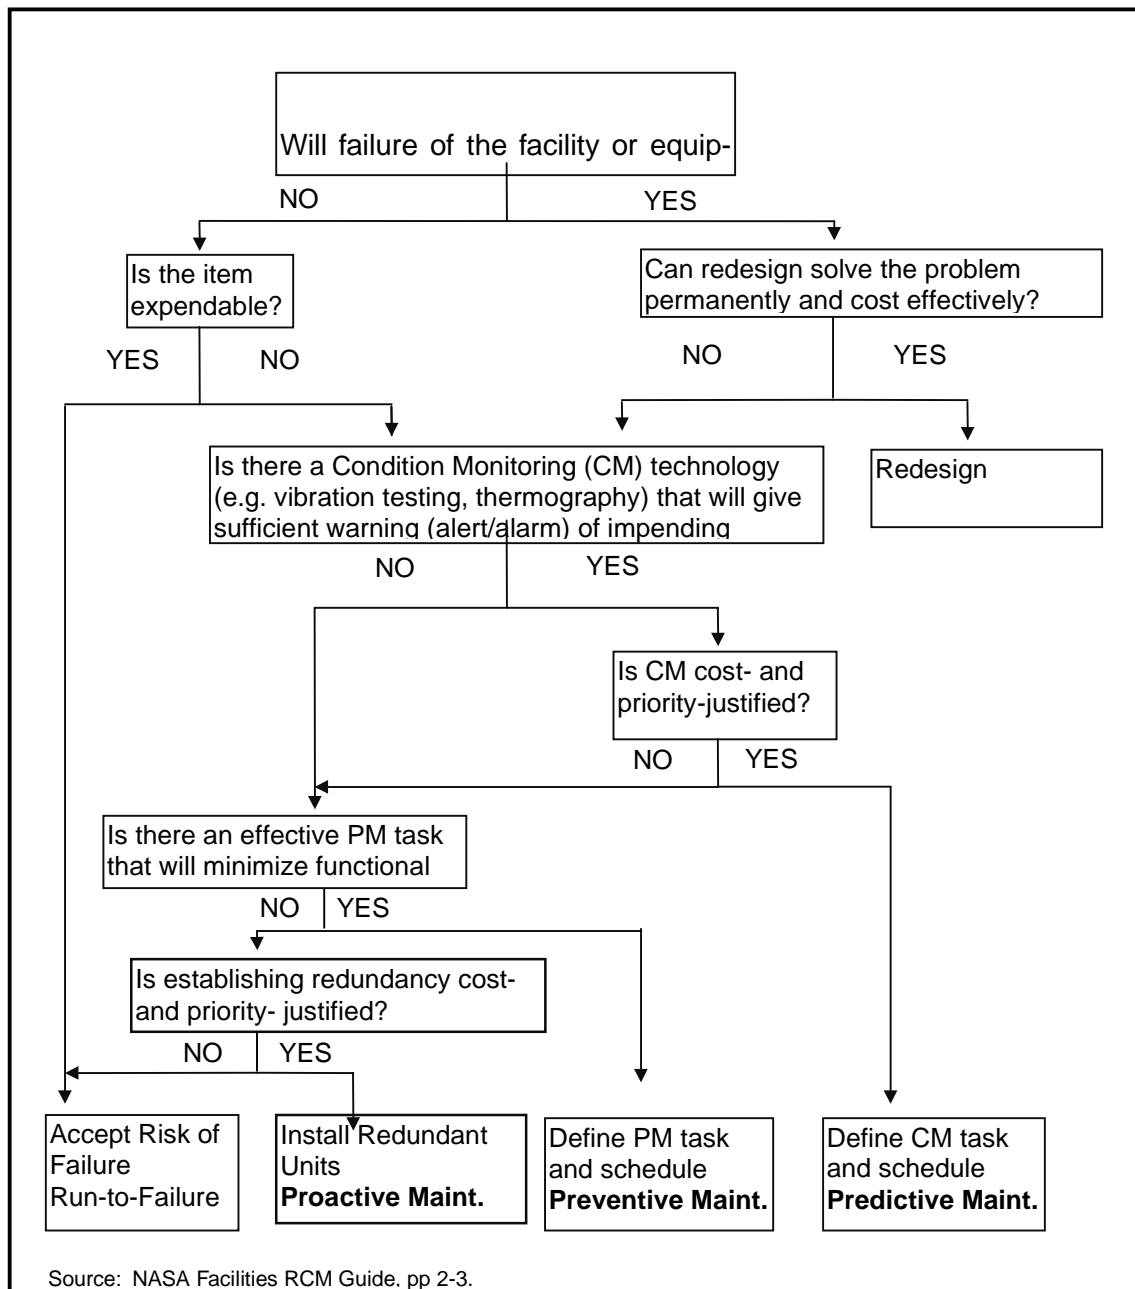 Will failure of the facility or equip-
NO
YES
Is the item
expendable?
Can redesign solve the problem
permanently and cost effectively?
YES
NO
NO
YES
Is there a Condition Monitoring (CM) technology
(e.g. vibration testing, thermography) that will give
sufficient warning (alert/alarm) of impending
Redesign
NO
YES
Is CM cost- and
priority-justified?
NO
YES
Is there an effective PM task
that will minimize functional
NO
YES
Is establishing redundancy cost-
and priority- justified?
NO
YES
Accept Risk of
Failure
Run-to-Failure
Install Redundant
Units
Proactive Maint.
Define PM task
and schedule
Preventive Maint.
Define CM task
and schedule
Predictive Maint.
Source: NASA Facilities RCM Guide, pp 2-3.